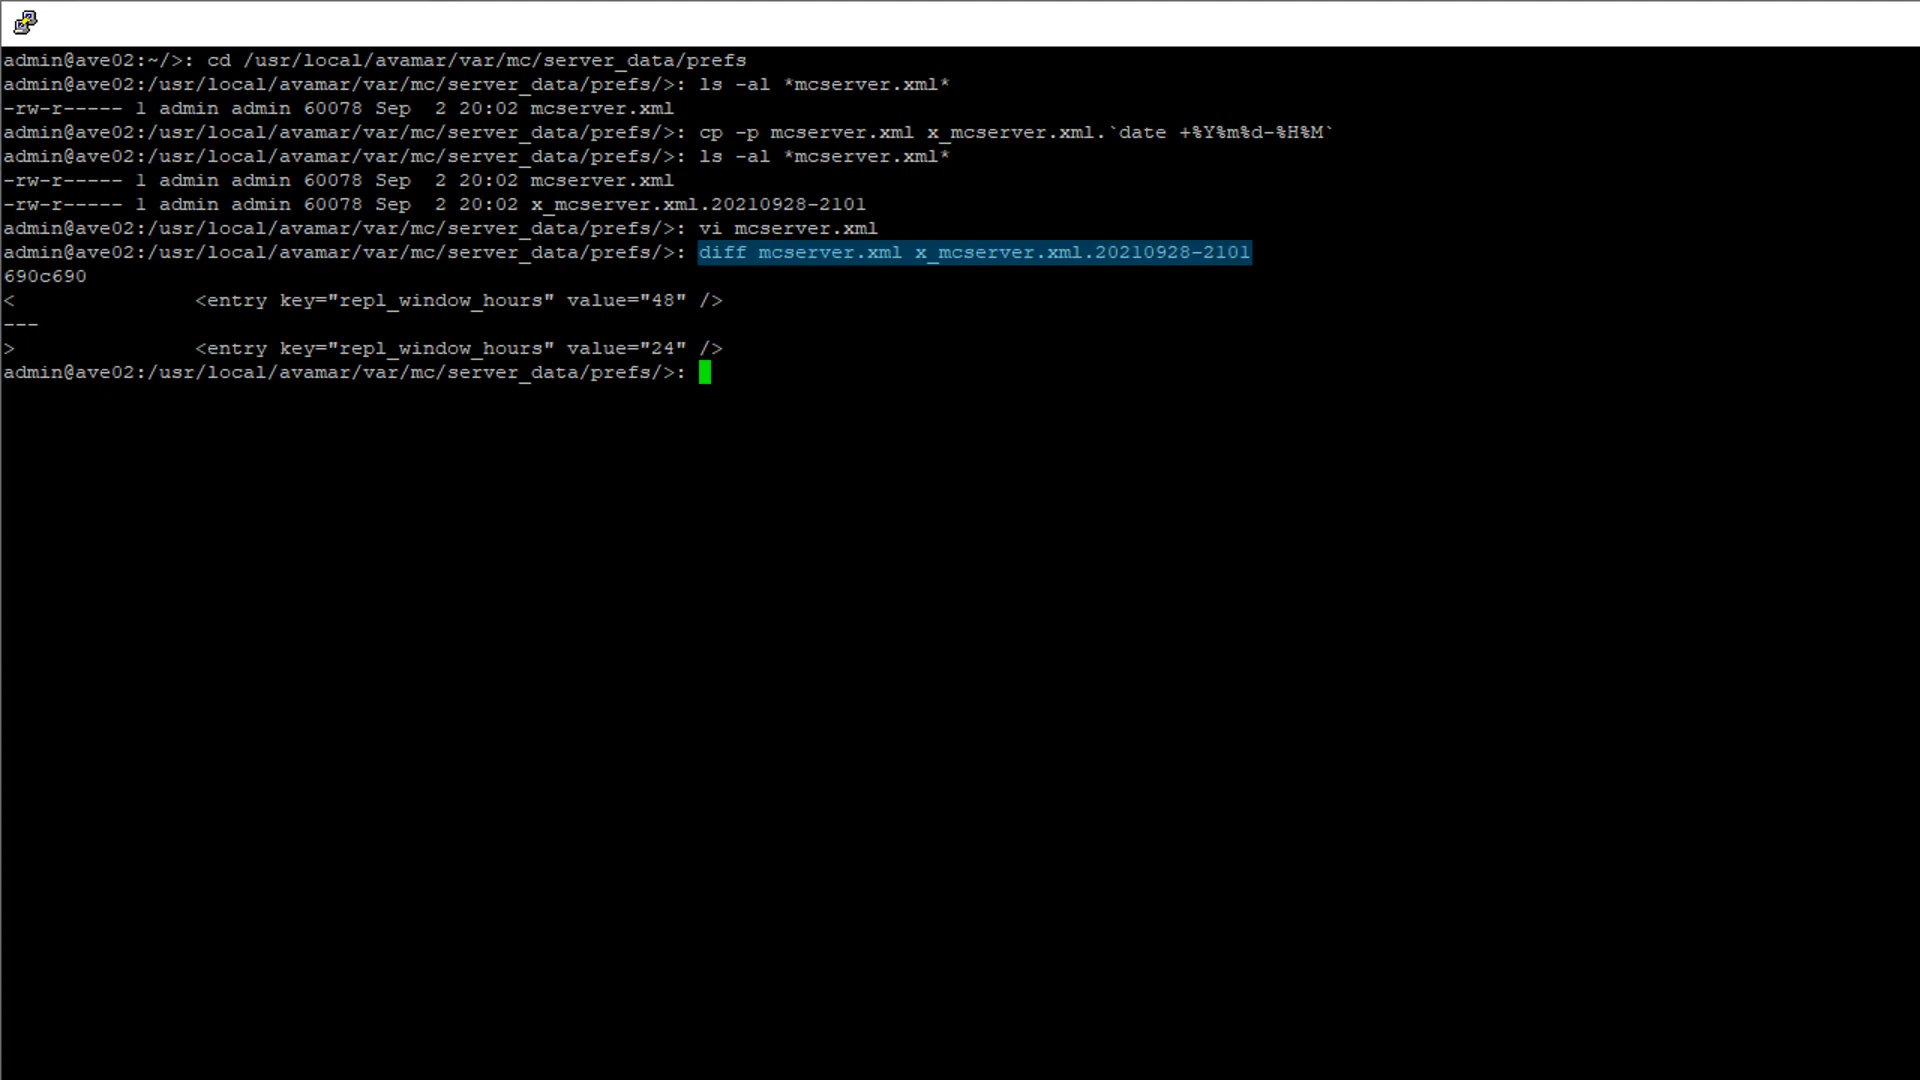 admin@ave02:~/>: cd /usr/local/avamar/var/mc/server_data/prefs
admin@ave02:/usr/local/avamar/var/mc/server_data/prefs/>: ls -al *mcserver.xml*
-rw-r----- 1 admin admin 60078 Sep  2 20:02 mcserver.xml
admin@ave02:/usr/local/avamar/var/mc/server_data/prefs/>: cp -p mcserver.xml x_mcserver.xml.`date +%Y%m%d-%H%M`
admin@ave02:/usr/local/avamar/var/mc/server_data/prefs/>: ls -al *mcserver.xml*
-rw-r----- 1 admin admin 60078 Sep  2 20:02 mcserver.xml
-rw-r----- 1 admin admin 60078 Sep  2 20:02 x_mcserver.xml.20210928-2101
admin@ave02:/usr/local/avamar/var/mc/server_data/prefs/>: vi mcserver.xml
admin@ave02:/usr/local/avamar/var/mc/server_data/prefs/>: diff mcserver.xml x_mcserver.xml.20210928-2101
690c690
<               <entry key="repl_window_hours" value="48" />
---
>               <entry key="repl_window_hours" value="24" />
admin@ave02:/usr/local/avamar/var/mc/server_data/prefs/>: